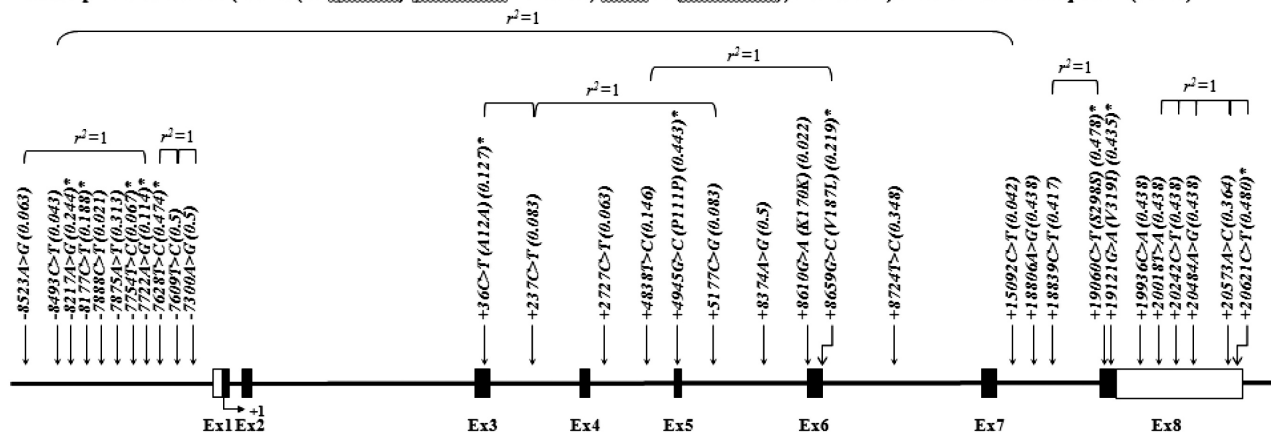 r²=1
r²=1
r²=1
r²=1
r²=1
r²=1
r²=1
-8523A>G (0.063)
-8493C>T (0.043)
-8217A>G (0.244)*
-8177C>T (0.188)*
-7888C>T (0.021)
-7875A>T (0.313)
-7754T>C (0.067)*
-7722A>G (0.114)*
-7628T>C (0.474)*
-7609T>C (0.5)
-7300A>G (0.5)
+36C>T (A12A) (0.127)*
+237C>T (0.083)
+2727C>T (0.063)
+4838T>C (0.146)
+4945G>C (P111P) (0.443)*
+5177C>G (0.083)
+8374A>G (0.5)
+8610G>A (K170K) (0.022)
+8659G>C (V187L) (0.219)*
+8724T>C (0.348)
+15092C>T (0.042)
+18806A>G (0.438)
+18839C>T (0.417)
+19060C>T (S298S) (0.478)*
+19121G>A (V319I) (0.435)*
+19936C>A (0.438)
+20018T>A (0.438)
+20242C>T (0.438)
+20484A>G (0.438)
+20573A>C (0.364)
+20621C>T (0.480)*
+1
Ex1 Ex2 Ex3 Ex4 Ex5 Ex6 Ex7 Ex8